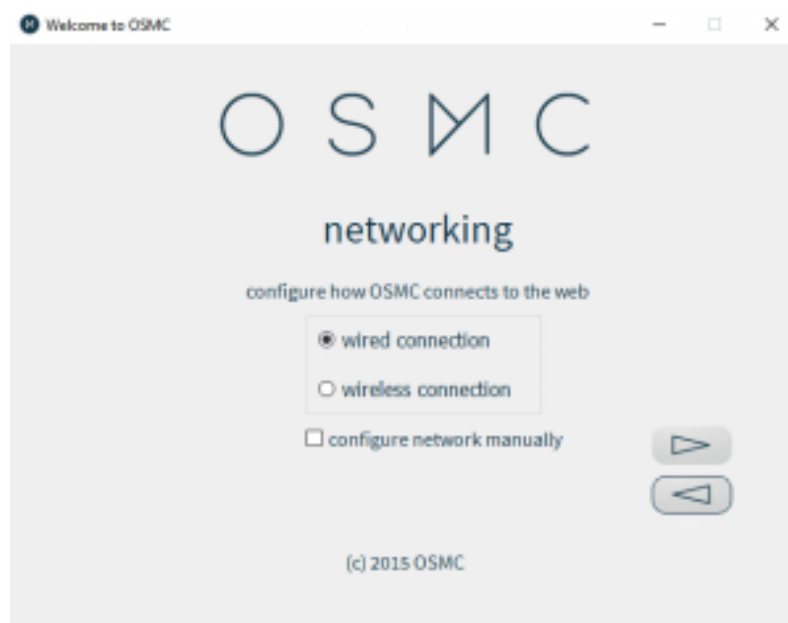 Welcome to OSMC
OSMC
networking
configure how OSMC connects to the web
wired connection
wireless connection
configure network manually
(c) 2015 OSMC